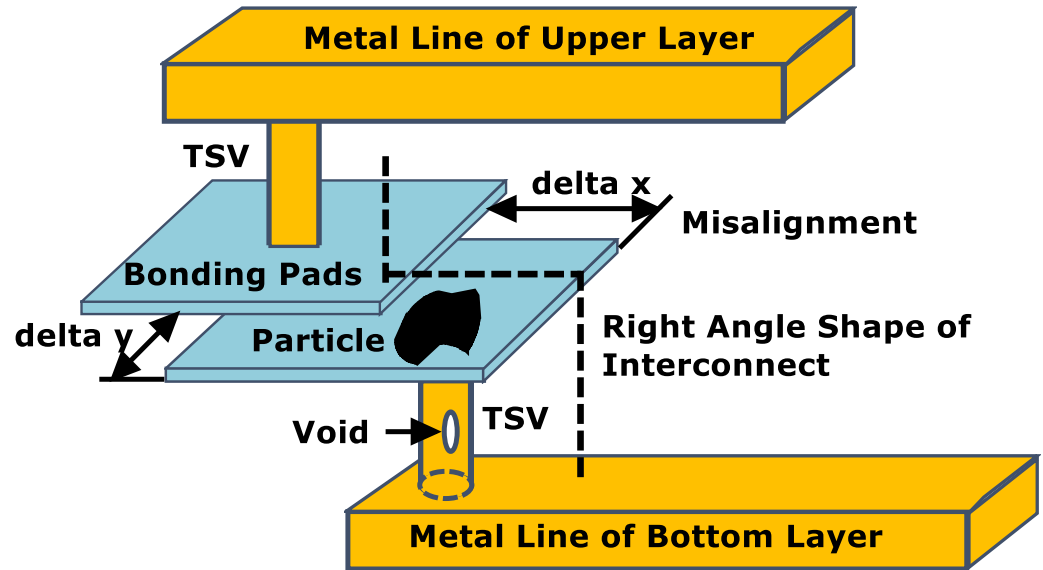 Metal Line of Upper Layer
TSV
delta x
Misalignment
Bonding Pads
delta y
Particle
Right Angle Shape of
Interconnect
Void
TSV
Metal Line of Bottom Layer